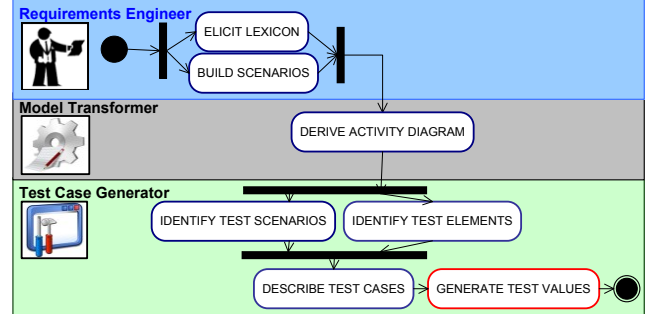 Requirements Engineer
ELICIT LEXICON
BUILD SCENARIOS
Model Transformer
DERIVE ACTIVITY DIAGRAM
Test Case Generator
IDENTIFY TEST SCENARIOS
IDENTIFY TEST ELEMENTS
DESCRIBE TEST CASES
GENERATE TEST VALUES